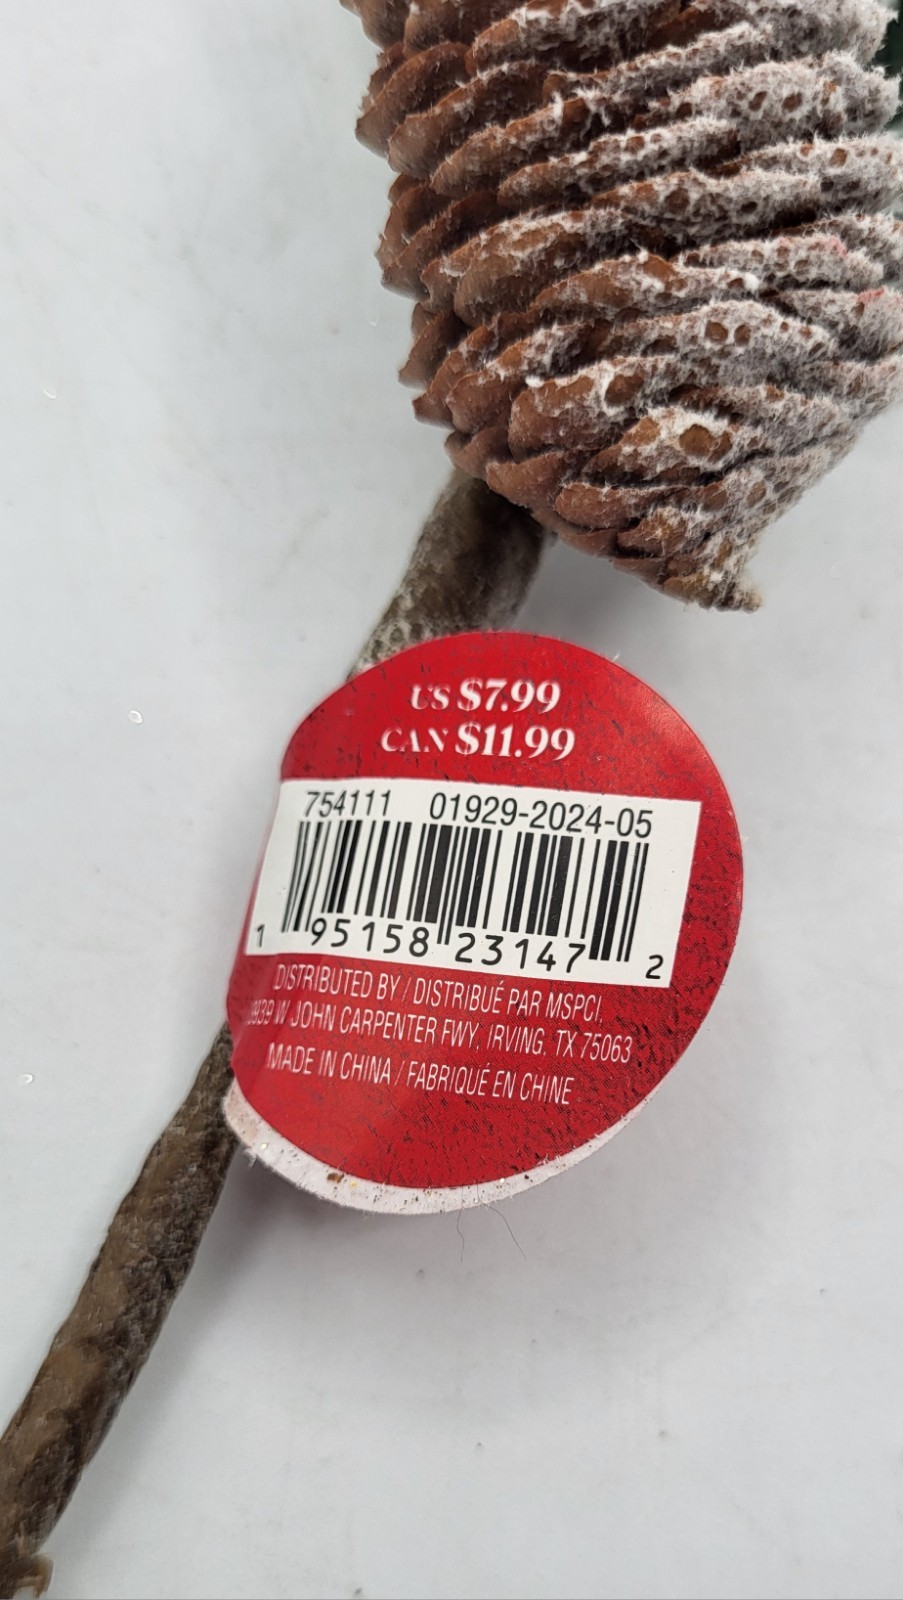 US $7.99
CAN $11.99
754111 01929-2024-05
1 95158 23147 2
DISTRIBUTED BY / DISTRIBUÉ PAR MSPCI,
W JOHN CARPENTER FWY, IRVING, TX 75063
MADE IN CHINA / FABRIQUÉ EN CHINE